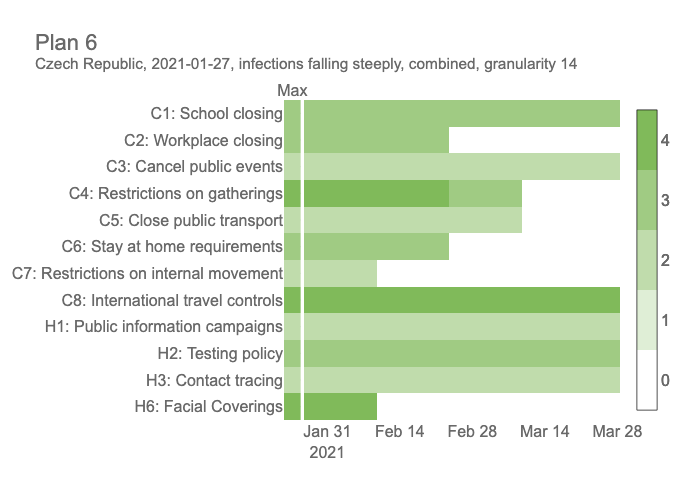 Plan 6
Czech Republic, 2021-01-27, infections falling steeply, combined, granularity 14
Max
C1: School closing
C2: Workplace closing
C3: Cancel public events
C4: Restrictions on gatherings
C5: Close public transport
C6: Stay at home requirements
C7: Restrictions on internal movement
C8: International travel controls
H1: Public information campaigns
H2: Testing policy
H3: Contact tracing
H6: Facial Coverings
Jan 31 Feb 14 Feb 28 Mar 14 Mar 28
2021
4
3
2
1
0